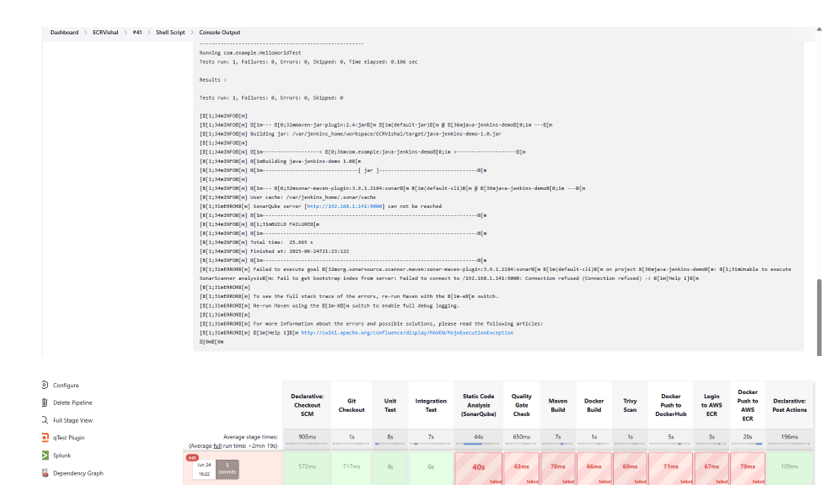 Dashboard > ECRVishal > #41 > Shell Script > Console Output
-------------------------------------------------------
Running com.example.HelloWorldTest
Tests run: 1, Failures: 0, Errors: 0, Skipped: 0, Time elapsed: 0.106 sec
Results :
Tests run: 1, Failures: 0, Errors: 0, Skipped: 0
[[1;34mINFO[m]
[[1;34mINFO[m] [1m--- [0;32mmaven-jar-plugin:2.4:jar[m [1m(default-jar)[m @ [36mjava-jenkins-demo[0;1m ---[m
[[1;34mINFO[m] Building jar: /var/jenkins_home/workspace/ECRVishal/target/java-jenkins-demo-1.0.jar
[[1;34mINFO[m]
[[1;34mINFO[m] [1m------------------< [0;36mcom.example:java-jenkins-demo[0;1m >-------------------[m
[[1;34mINFO[m] [1mBuilding java-jenkins-demo 1.0[m
[[1;34mINFO[m] [1m--------------------------------[ jar ]---------------------------------[m
[[1;34mINFO[m]
[[1;34mINFO[m] [1m--- [0;32msonar-maven-plugin:3.9.1.2184:sonar[m [1m(default-cli)[m @ [36mjava-jenkins-demo[0;1m ---[m
[[1;34mINFO[m] User cache: /var/jenkins_home/.sonar/cache
[[1;31mERROR[m] SonarQube server [http://192.168.1.141:9000] can not be reached
[[1;34mINFO[m] [1m------------------------------------------------------------------------[m
[[1;34mINFO[m] [1;31mBUILD FAILURE[m
[[1;34mINFO[m] [1m------------------------------------------------------------------------[m
[[1;34mINFO[m] Total time: 25.065 s
[[1;34mINFO[m] Finished at: 2025-06-24T21:23:12Z
[[1;34mINFO[m] [1m------------------------------------------------------------------------[m
[[1;31mERROR[m] Failed to execute goal [32morg.sonarsource.scanner.maven:sonar-maven-plugin:3.9.1.2184:sonar[m [1m(default-cli)[m on project [36mjava-jenkins-demo[m: [1;31mUnable to execute
SonarScanner analysis[m: Fail to get bootstrap index from server: Failed to connect to /192.168.1.141:9000: Connection refused (Connection refused) -> [1m[Help 1][m
[[1;31mERROR[m]
[[1;31mERROR[m] To see the full stack trace of the errors, re-run Maven with the [1m-e[m switch.
[[1;31mERROR[m] Re-run Maven using the [1m-X[m switch to enable full debug logging.
[[1;31mERROR[m]
[[1;31mERROR[m] For more information about the errors and possible solutions, please read the following articles:
[[1;31mERROR[m] [1m[Help 1][m http://cwiki.apache.org/confluence/display/MAVEN/MojoExecutionException
[0m[0m
Configure
Delete Pipeline
Full Stage View
qTest Plugin
Splunk
Dependency Graph
Declarative: Checkout SCM
Git Checkout
Unit Test
Integration Test
Static Code Analysis (SonarQube)
Quality Gate Check
Maven Build
Docker Build
Trivy Scan
Docker Push to DockerHub
Login to AWS ECR
Docker Push to AWS ECR
Declarative: Post Actions
Average stage times: 903ms 1s 8s 7s 44s 650ms 7s 1s 1s 5s 3s 20s 196ms
(Average full run time: ~2min 19s)
#41
Jun 24 16:22
5 commits
572ms 717ms 4s 6s 40s 63ms 70ms 66ms 60ms 71ms 67ms 70ms 109ms
failed failed failed failed failed failed failed failed